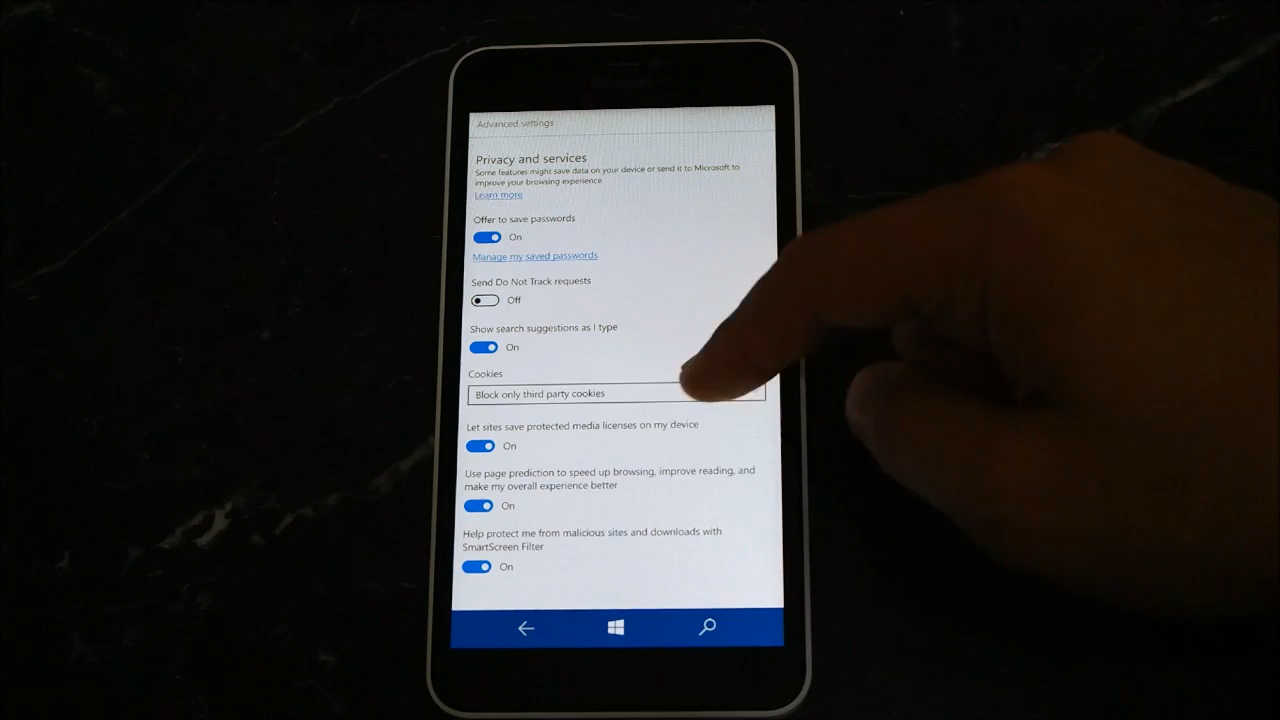 Advanced settings
Privacy and services
Some features might save data on your device or send it to Microsoft to
improve your browsing experience.
Learn more
Offer to save passwords
On
Manage my saved passwords
Send Do Not Track requests
Off
Show search suggestions as I type
On
Cookies
Block only third party cookies
Let sites save protected media licenses on my device
On
Use page prediction to speed up browsing, improve reading, and
make my overall experience better
On
Help protect me from malicious sites and downloads with
SmartScreen Filter
On